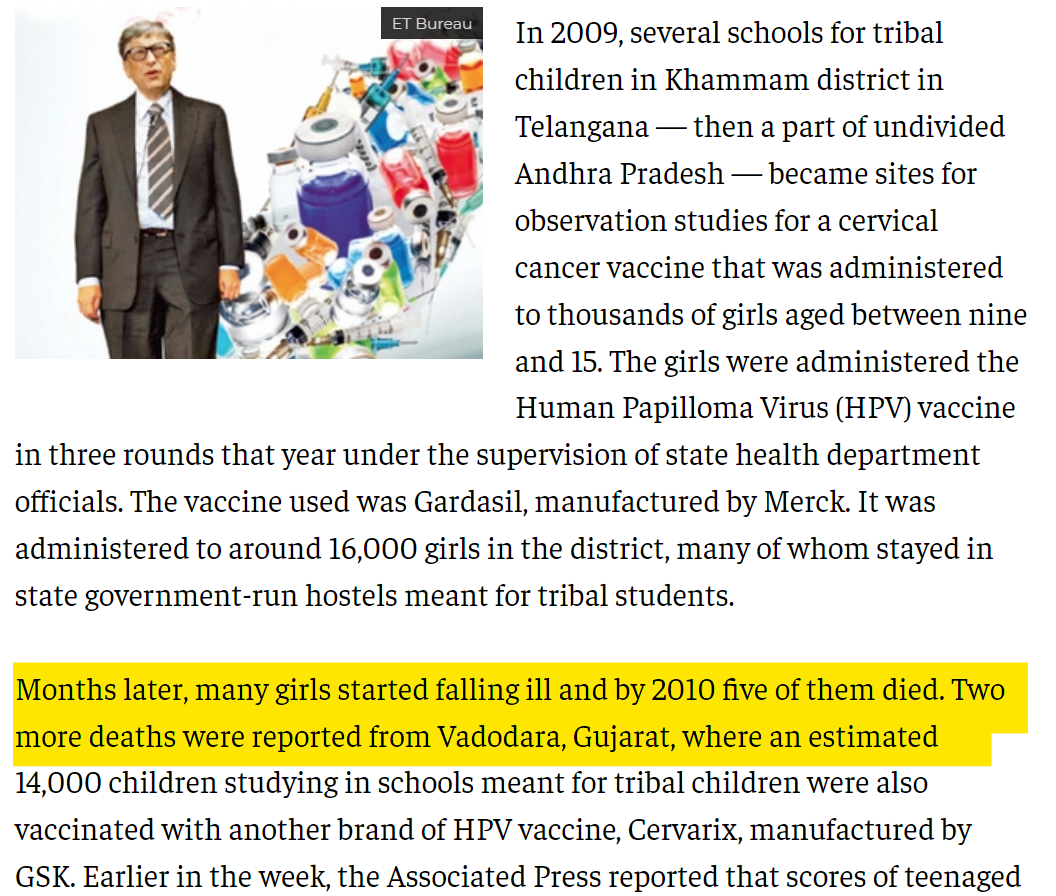 ET Bureau
In 2009, several schools for tribal
children in Khammam district in
Telangana — then a part of undivided
Andhra Pradesh — became sites for
observation studies for a cervical
cancer vaccine that was administered
to thousands of girls aged between nine
and 15. The girls were administered the
Human Papilloma Virus (HPV) vaccine
in three rounds that year under the supervision of state health department
officials. The vaccine used was Gardasil, manufactured by Merck. It was
administered to around 16,000 girls in the district, many of whom stayed in
state government-run hostels meant for tribal students.
Months later, many girls started falling ill and by 2010 five of them died. Two
more deaths were reported from Vadodara, Gujarat, where an estimated
14,000 children studying in schools meant for tribal children were also
vaccinated with another brand of HPV vaccine, Cervarix, manufactured by
GSK. Earlier in the week, the Associated Press reported that scores of teenaged